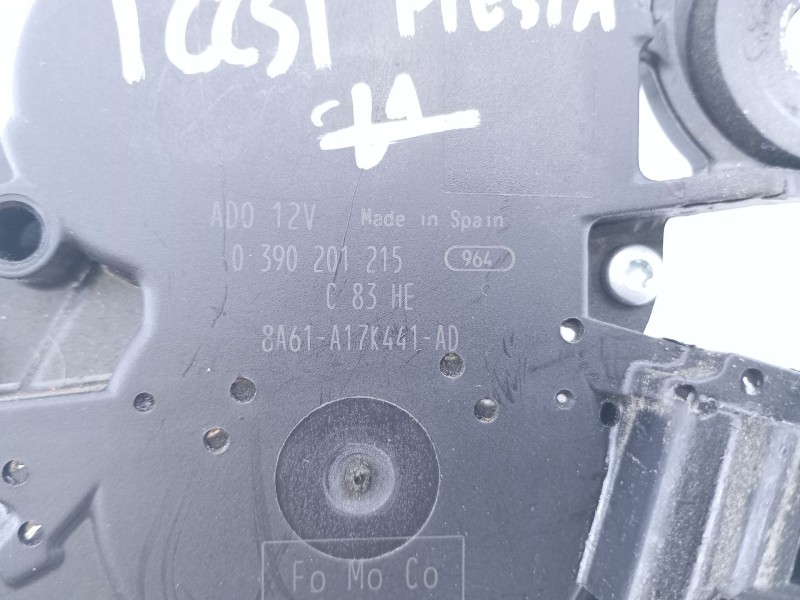 FIESTA
ADO 12V Made in Spain
0 390 201 215 964
C 83 HE
8A61-A17K441-AD
Fo Mo Co